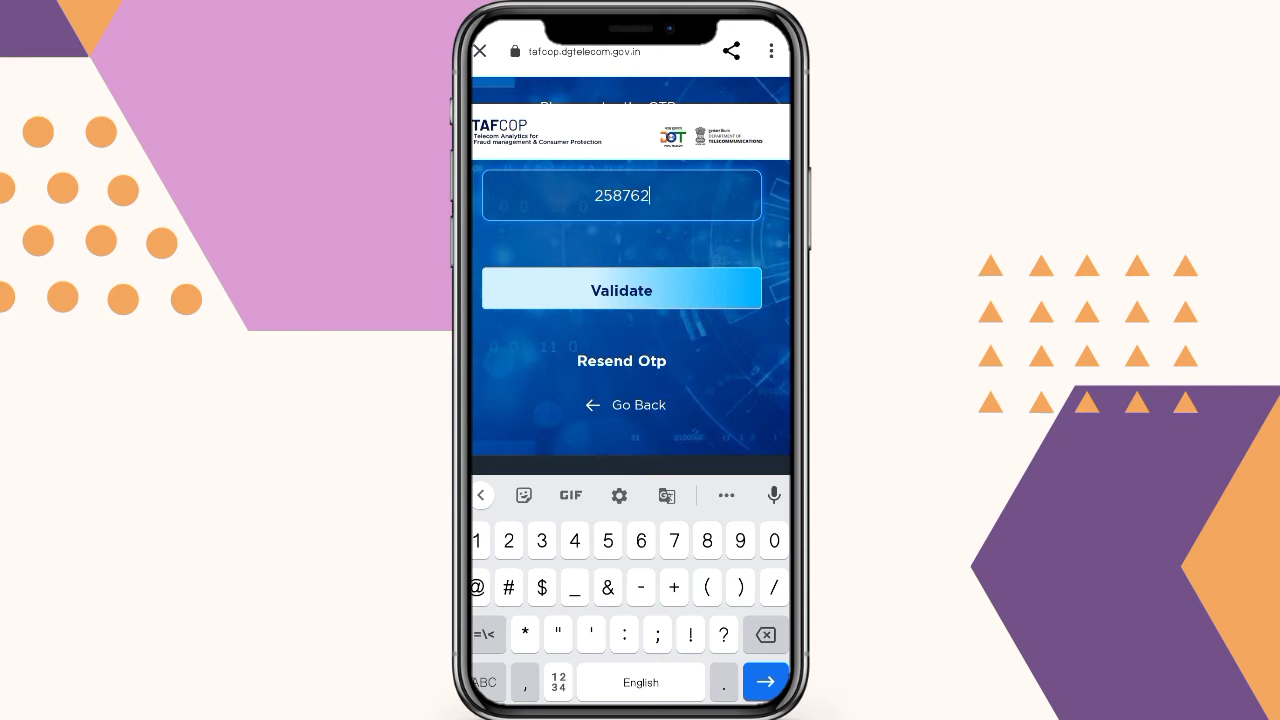 tafcop.dgtelecom.gov.in
TAFCOP
Telecom Analytics for
Fraud management & Consumer Protection
DEPARTMENT OF
TELECOMMUNICATIONS
258762
Validate
Resend Otp
← Go Back
GIF
1 2 3 4 5 6 7 8 9 0
@ # $ _ & - + ( ) /
=\< * " ' : ; ! ?
ABC , 12 34 English .